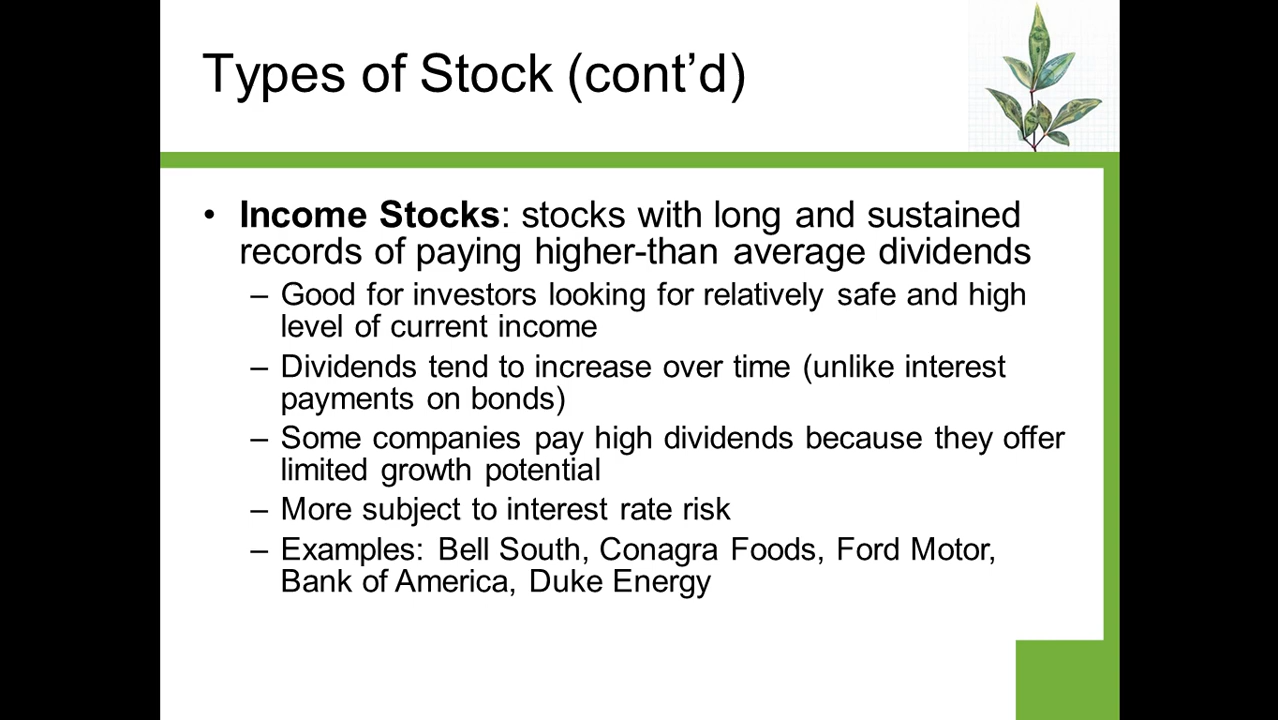 Types of Stock (cont’d)
• Income Stocks: stocks with long and sustained
records of paying higher-than average dividends
– Good for investors looking for relatively safe and high
level of current income
– Dividends tend to increase over time (unlike interest
payments on bonds)
– Some companies pay high dividends because they offer
limited growth potential
– More subject to interest rate risk
– Examples: Bell South, Conagra Foods, Ford Motor,
Bank of America, Duke Energy